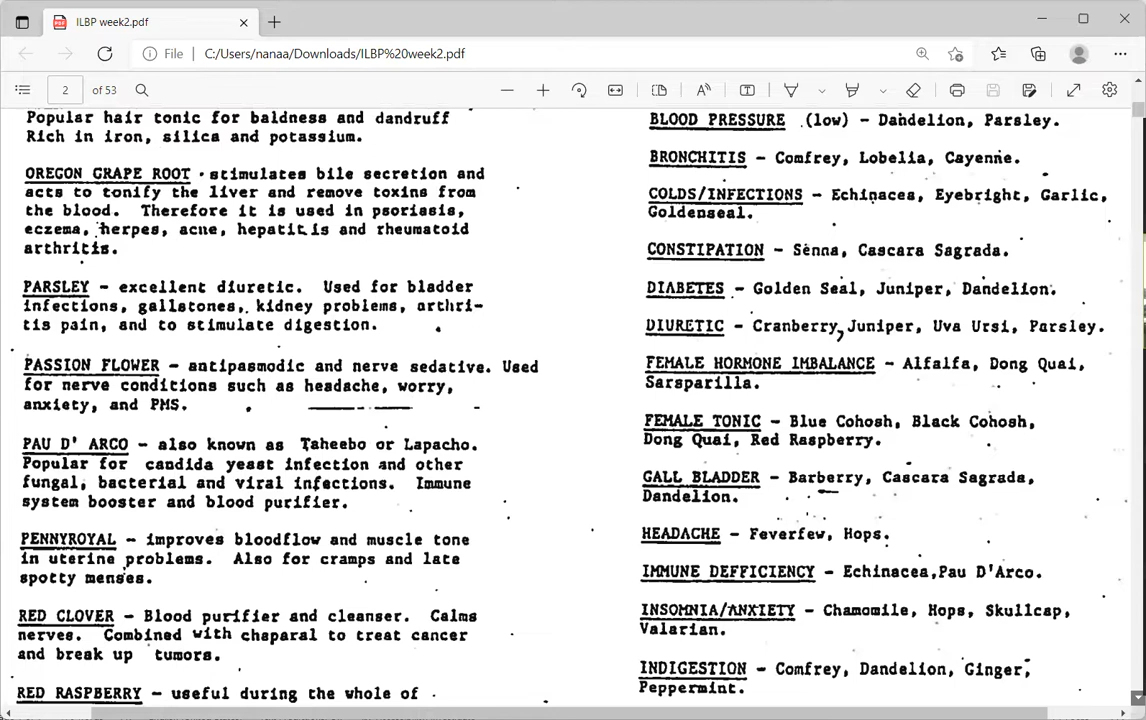 ILBP week2.pdf
File
C:/Users/nanaa/Downloads/ILBP%20week2.pdf
2 of 53
Popular hair tonic for baldness and dandruff
Rich in iron, silica and potassium.
OREGON GRAPE ROOT - stimulates bile secretion and
acts to tonify the liver and remove toxins from
the blood. Therefore it is used in psoriasis,
eczema, herpes, acne, hepatitis and rheumatoid
arthritis.
PARSLEY - excellent diuretic. Used for bladder
infections, gallstones, kidney problems, arthri-
tis pain, and to stimulate digestion.
PASSION FLOWER - antipasmodic and nerve sedative. Used
for nerve conditions such as headache, worry,
anxiety, and PMS.
PAU D' ARCO - also known as Taheebo or Lapacho.
Popular for candida yeast infection and other
fungal, bacterial and viral infections. Immune
system booster and blood purifier.
PENNYROYAL - improves bloodflow and muscle tone
in uterine problems. Also for cramps and late
spotty menses.
RED CLOVER - Blood purifier and cleanser. Calms
nerves. Combined with chaparal to treat cancer
and break up tumors.
RED RASPBERRY - useful during the whole of
BLOOD PRESSURE (low) - Dandelion, Parsley.
BRONCHITIS - Comfrey, Lobelia, Cayenne.
COLDS/INFECTIONS - Echinacea, Eyebright, Garlic,
Goldenseal.
CONSTIPATION - Senna, Cascara Sagrada.
DIABETES - Golden Seal, Juniper, Dandelion.
DIURETIC - Cranberry, Juniper, Uva Ursi, Parsley.
FEMALE HORMONE IMBALANCE - Alfalfa, Dong Quai,
Sarsparilla.
FEMALE TONIC - Blue Cohosh, Black Cohosh,
Dong Quai, Red Raspberry.
GALL BLADDER - Barberry, Cascara Sagrada,
Dandelion.
HEADACHE - Feverfew, Hops.
IMMUNE DEFFICIENCY - Echinacea,Pau D'Arco.
INSOMNIA/ANXIETY - Chamomile, Hops, Skullcap,
Valarian.
INDIGESTION - Comfrey, Dandelion, Ginger,
Peppermint.